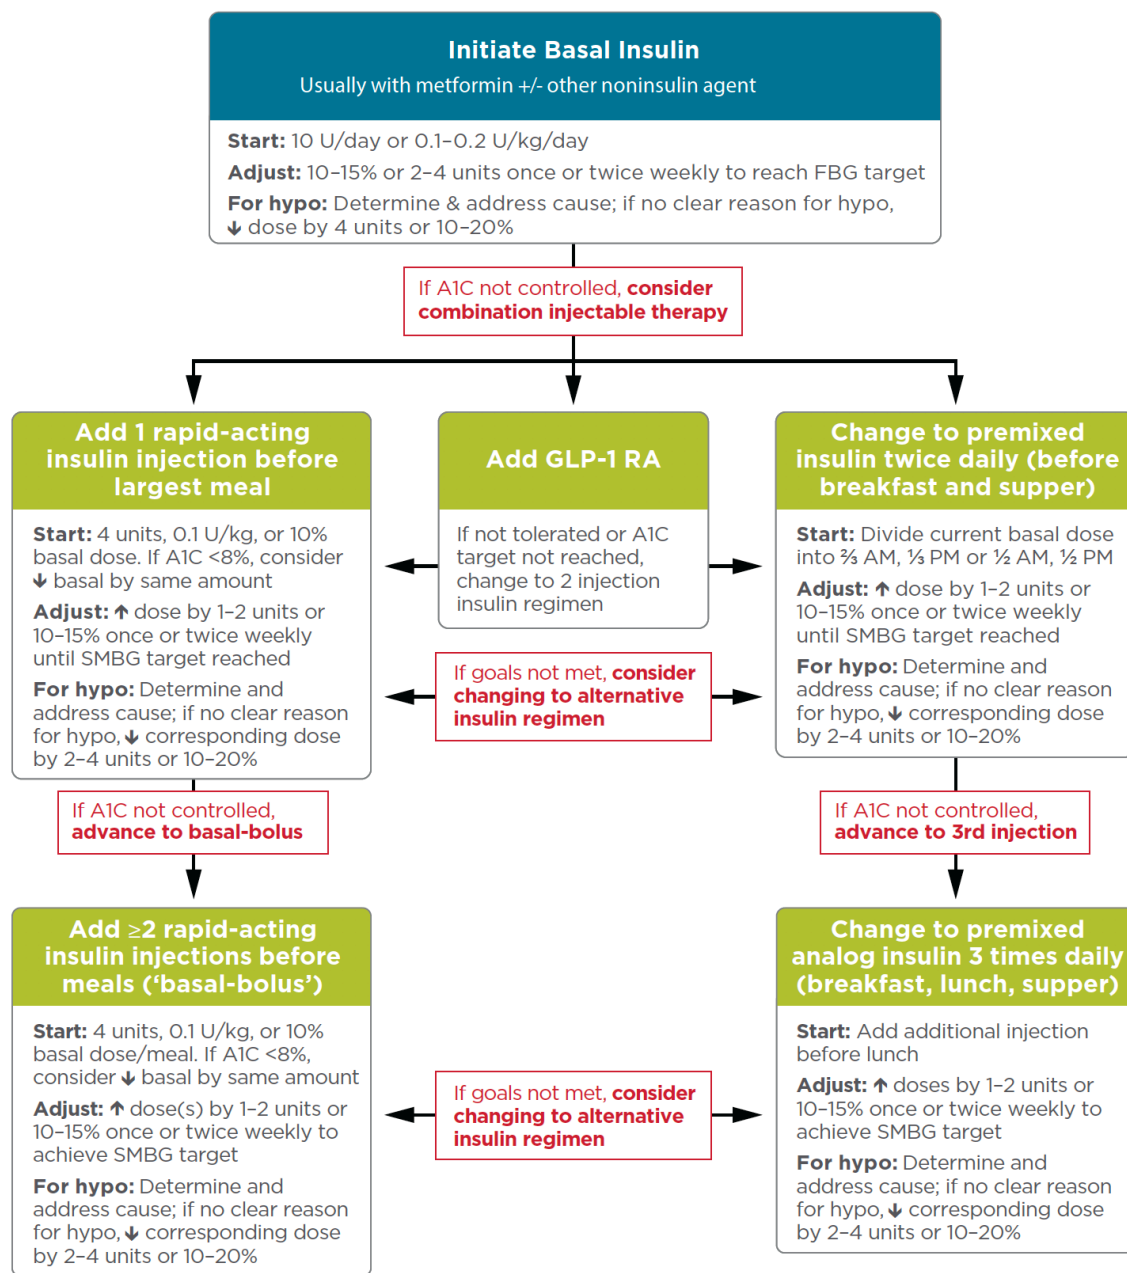 Initiate Basal Insulin
Usually with metformin +/- other noninsulin agent
Start: 10 U/day or 0.1–0.2 U/kg/day
Adjust: 10–15% or 2–4 units once or twice weekly to reach FBG target
For hypo: Determine & address cause; if no clear reason for hypo,
↓ dose by 4 units or 10–20%
If A1C not controlled, consider
combination injectable therapy
Add 1 rapid-acting
insulin injection before
largest meal
Start: 4 units, 0.1 U/kg, or 10%
basal dose. If A1C <8%, consider
↓ basal by same amount
Adjust: ↑ dose by 1–2 units or
10–15% once or twice weekly
until SMBG target reached
For hypo: Determine and
address cause; if no clear reason
for hypo, ↓ corresponding dose
by 2–4 units or 10–20%
Add GLP-1 RA
If not tolerated or A1C
target not reached,
change to 2 injection
insulin regimen
Change to premixed
insulin twice daily (before
breakfast and supper)
Start: Divide current basal dose
into ⅔ AM, ⅓ PM or ½ AM, ½ PM
Adjust: ↑ dose by 1–2 units or
10–15% once or twice weekly
until SMBG target reached
For hypo: Determine and
address cause; if no clear reason
for hypo, ↓ corresponding dose
by 2–4 units or 10–20%
If goals not met, consider
changing to alternative
insulin regimen
If A1C not controlled,
advance to basal-bolus
If A1C not controlled,
advance to 3rd injection
Add ≥2 rapid-acting
insulin injections before
meals (‘basal-bolus’)
Start: 4 units, 0.1 U/kg, or 10%
basal dose/meal. If A1C <8%,
consider ↓ basal by same amount
Adjust: ↑ dose(s) by 1–2 units or
10–15% once or twice weekly to
achieve SMBG target
For hypo: Determine and
address cause; if no clear reason
for hypo, ↓ corresponding dose
by 2–4 units or 10–20%
If goals not met, consider
changing to alternative
insulin regimen
Change to premixed
analog insulin 3 times daily
(breakfast, lunch, supper)
Start: Add additional injection
before lunch
Adjust: ↑ doses by 1–2 units or
10–15% once or twice weekly to
achieve SMBG target
For hypo: Determine and
address cause; if no clear reason
for hypo, ↓ corresponding dose
by 2–4 units or 10–20%